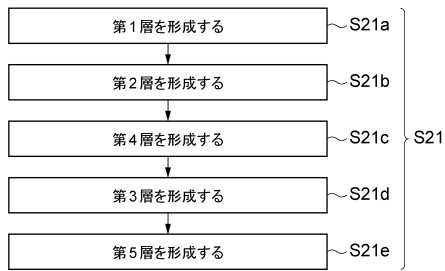 第1層を形成する S21a
第2層を形成する S21b
第4層を形成する S21c
第3層を形成する S21d
第5層を形成する S21e
S21